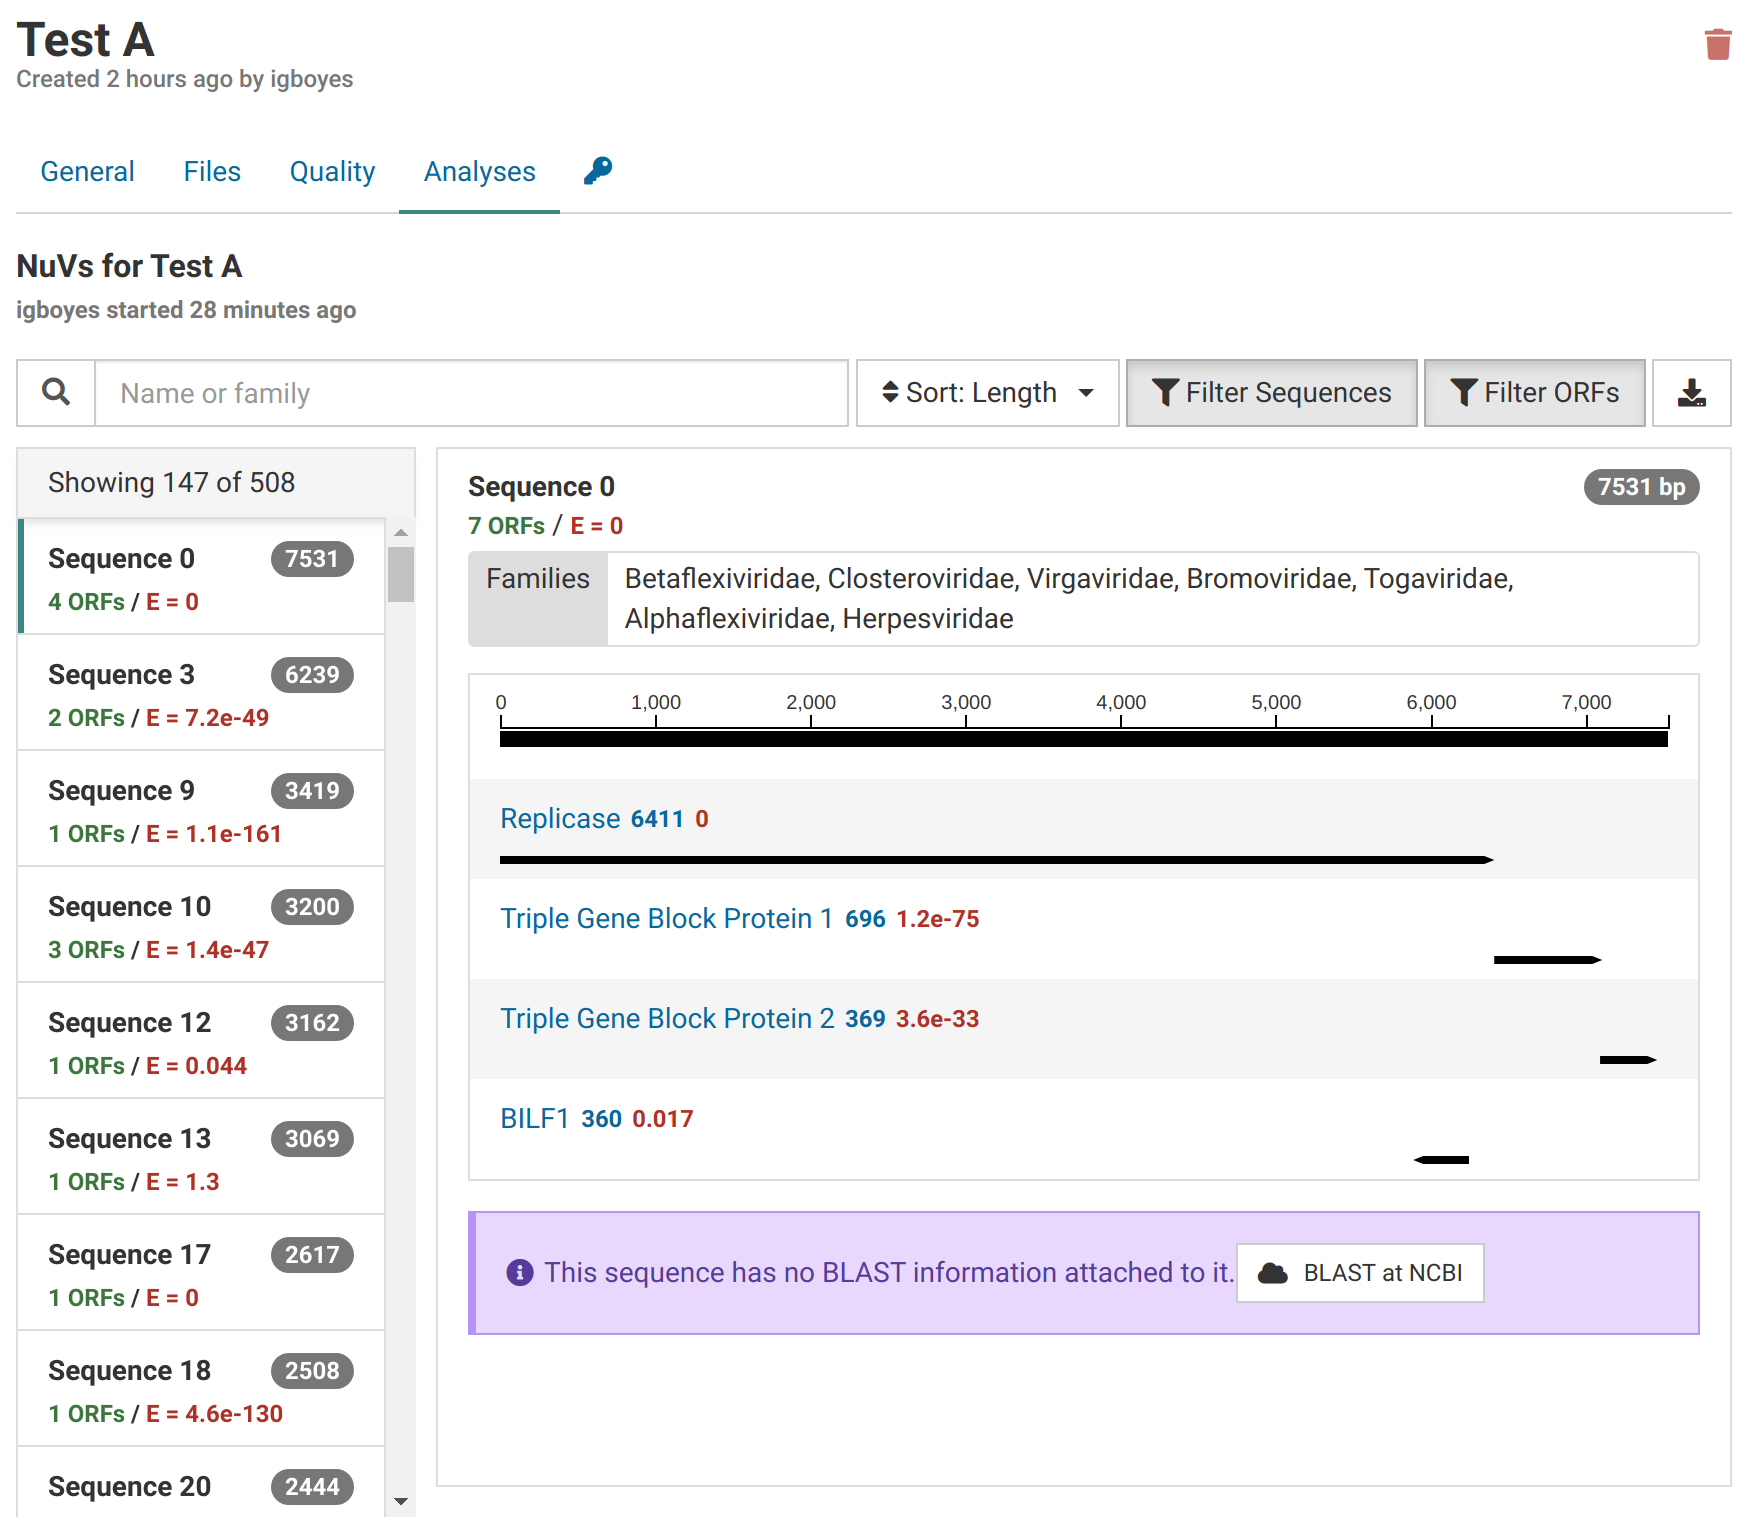 Test A
Created 2 hours ago by igboyes
General Files Quality Analyses
NuVs for Test A
igboyes started 28 minutes ago
Name or family Sort: Length Filter Sequences Filter ORFs
Showing 147 of 508
Sequence 0 7531
4 ORFs / E = 0
Sequence 3 6239
2 ORFs / E = 7.2e-49
Sequence 9 3419
1 ORFs / E = 1.1e-161
Sequence 10 3200
3 ORFs / E = 1.4e-47
Sequence 12 3162
1 ORFs / E = 0.044
Sequence 13 3069
1 ORFs / E = 1.3
Sequence 17 2617
1 ORFs / E = 0
Sequence 18 2508
1 ORFs / E = 4.6e-130
Sequence 20 2444
Sequence 0 7531 bp
7 ORFs / E = 0
Families Betaflexiviridae, Closteroviridae, Virgaviridae, Bromoviridae, Togaviridae,
Alphaflexiviridae, Herpesviridae
0 1,000 2,000 3,000 4,000 5,000 6,000 7,000
Replicase 6411 0
Triple Gene Block Protein 1 696 1.2e-75
Triple Gene Block Protein 2 369 3.6e-33
BILF1 360 0.017
This sequence has no BLAST information attached to it. BLAST at NCBI